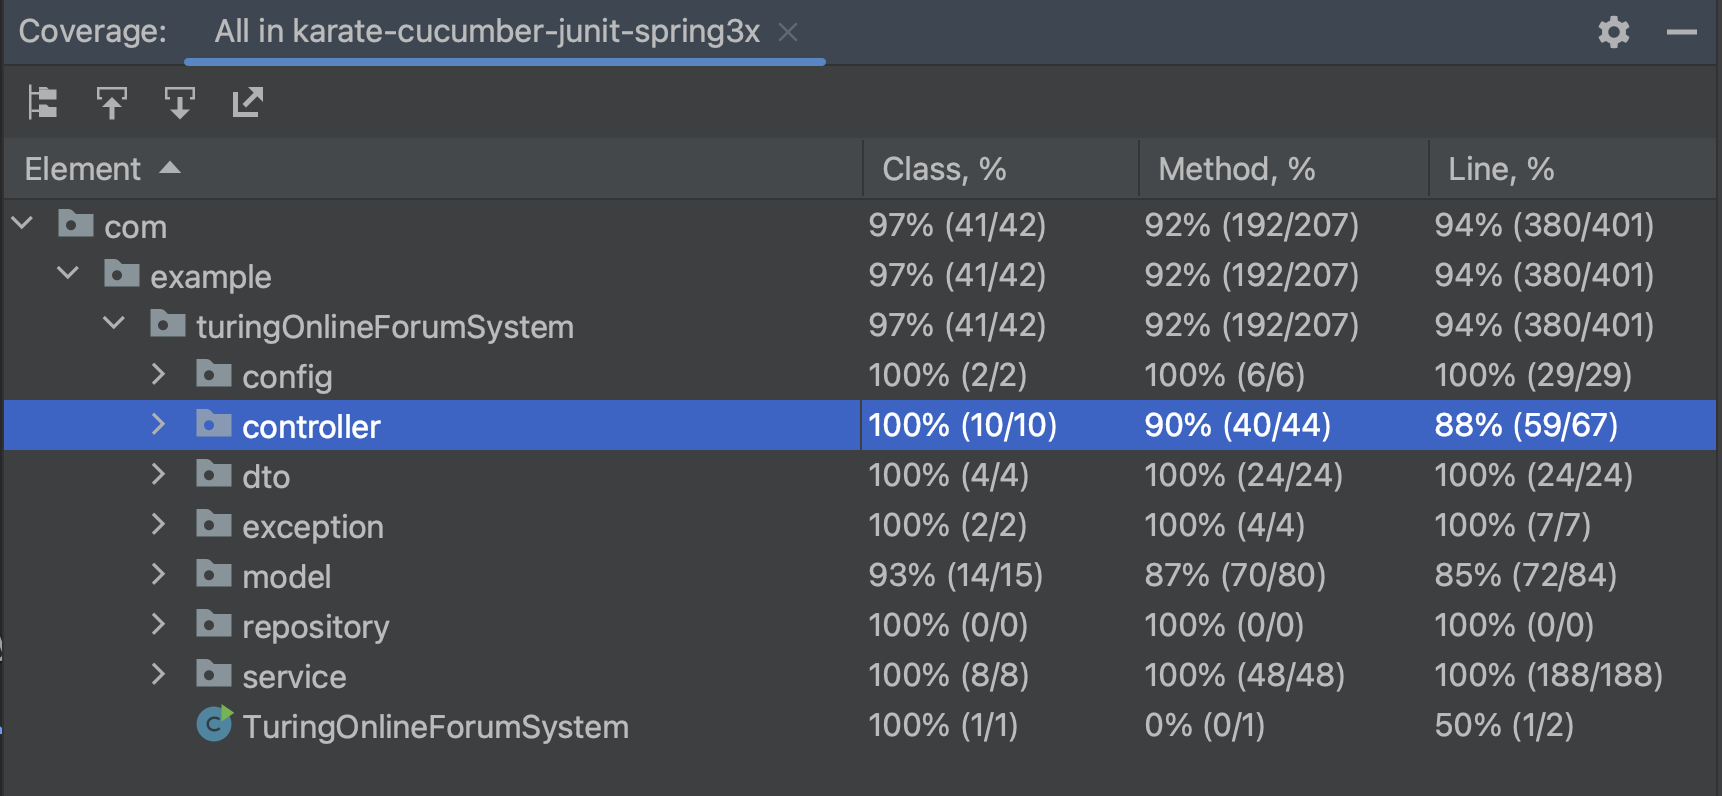 Coverage: All in karate-cucumber-junit-spring3x
Element Class, % Method, % Line, %
com 97% (41/42) 92% (192/207) 94% (380/401)
example 97% (41/42) 92% (192/207) 94% (380/401)
turingOnlineForumSystem 97% (41/42) 92% (192/207) 94% (380/401)
config 100% (2/2) 100% (6/6) 100% (29/29)
controller 100% (10/10) 90% (40/44) 88% (59/67)
dto 100% (4/4) 100% (24/24) 100% (24/24)
exception 100% (2/2) 100% (4/4) 100% (7/7)
model 93% (14/15) 87% (70/80) 85% (72/84)
repository 100% (0/0) 100% (0/0) 100% (0/0)
service 100% (8/8) 100% (48/48) 100% (188/188)
C TuringOnlineForumSystem 100% (1/1) 0% (0/1) 50% (1/2)